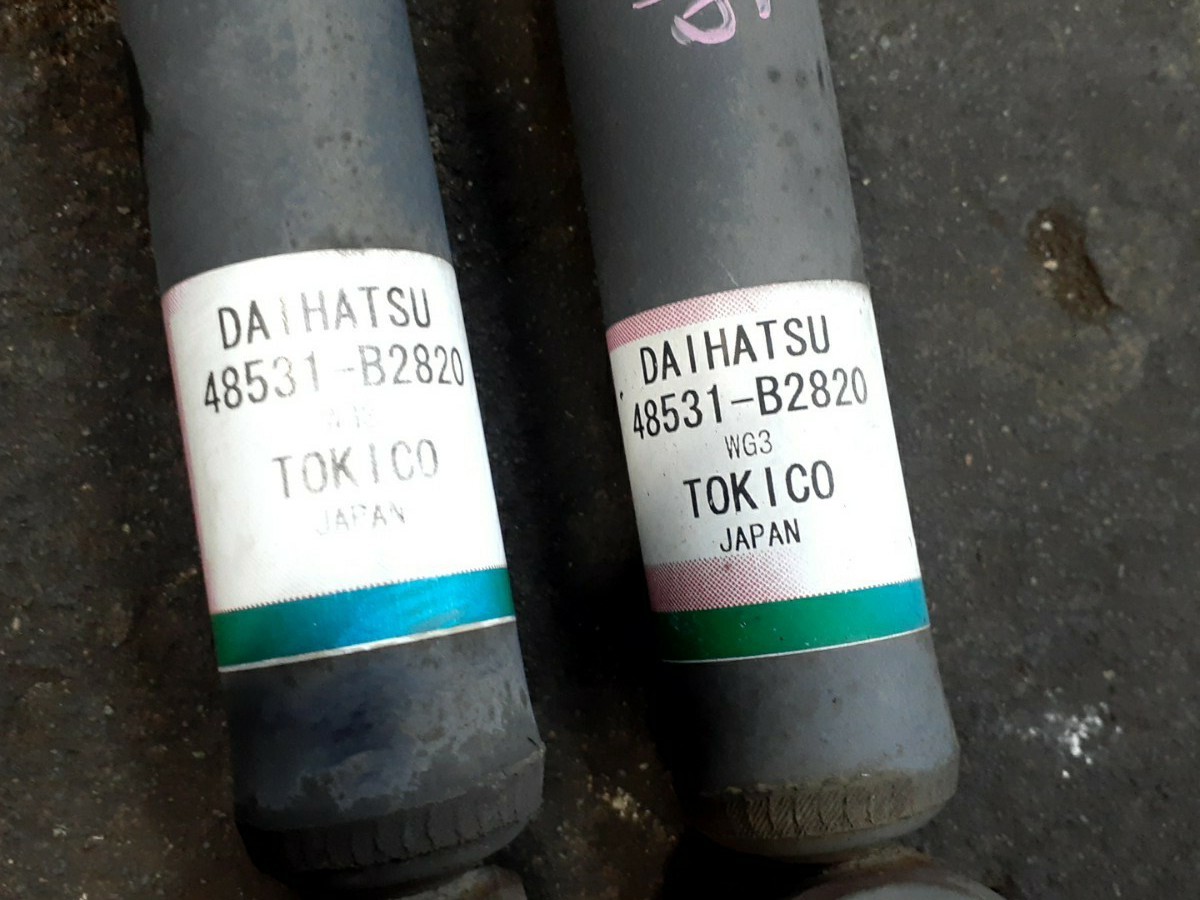 DAIHATSU
48531-B2820
TOKICO
JAPAN
DAIHATSU
48531-B2820
WG3
TOKICO
JAPAN